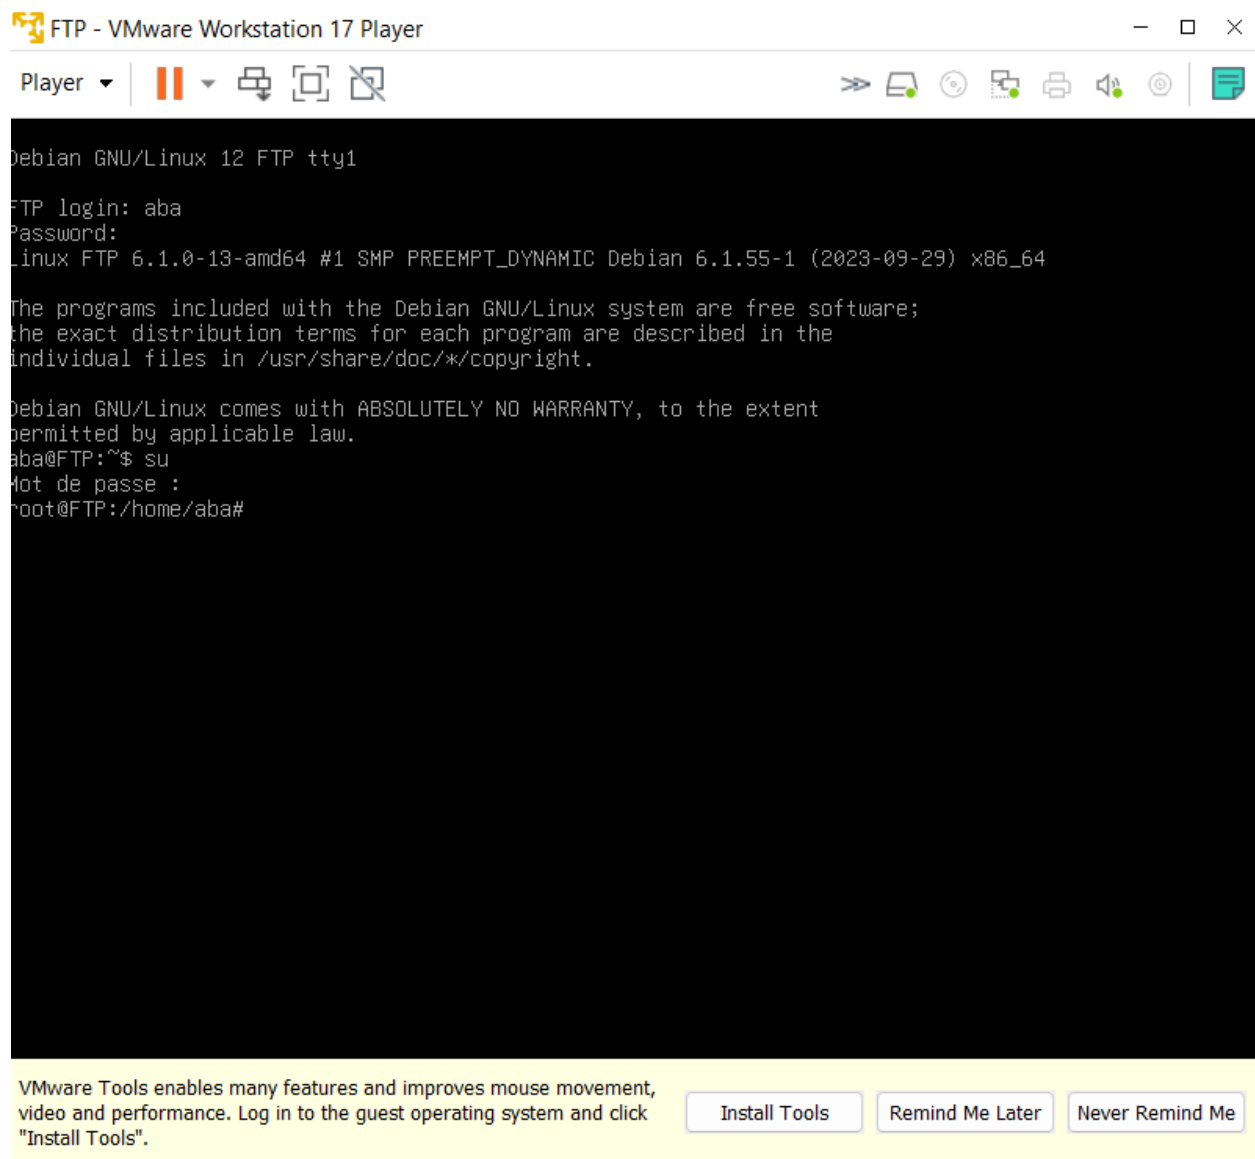 FTP - VMware Workstation 17 Player
Player
Debian GNU/Linux 12 FTP tty1
FTP login: aba
Password:
Linux FTP 6.1.0-13-amd64 #1 SMP PREEMPT_DYNAMIC Debian 6.1.55-1 (2023-09-29) x86_64
The programs included with the Debian GNU/Linux system are free software;
the exact distribution terms for each program are described in the
individual files in /usr/share/doc/*/copyright.
Debian GNU/Linux comes with ABSOLUTELY NO WARRANTY, to the extent
permitted by applicable law.
aba@FTP:~$ su
Mot de passe :
root@FTP:/home/aba#
VMware Tools enables many features and improves mouse movement,
video and performance. Log in to the guest operating system and click
"Install Tools".
Install Tools
Remind Me Later
Never Remind Me